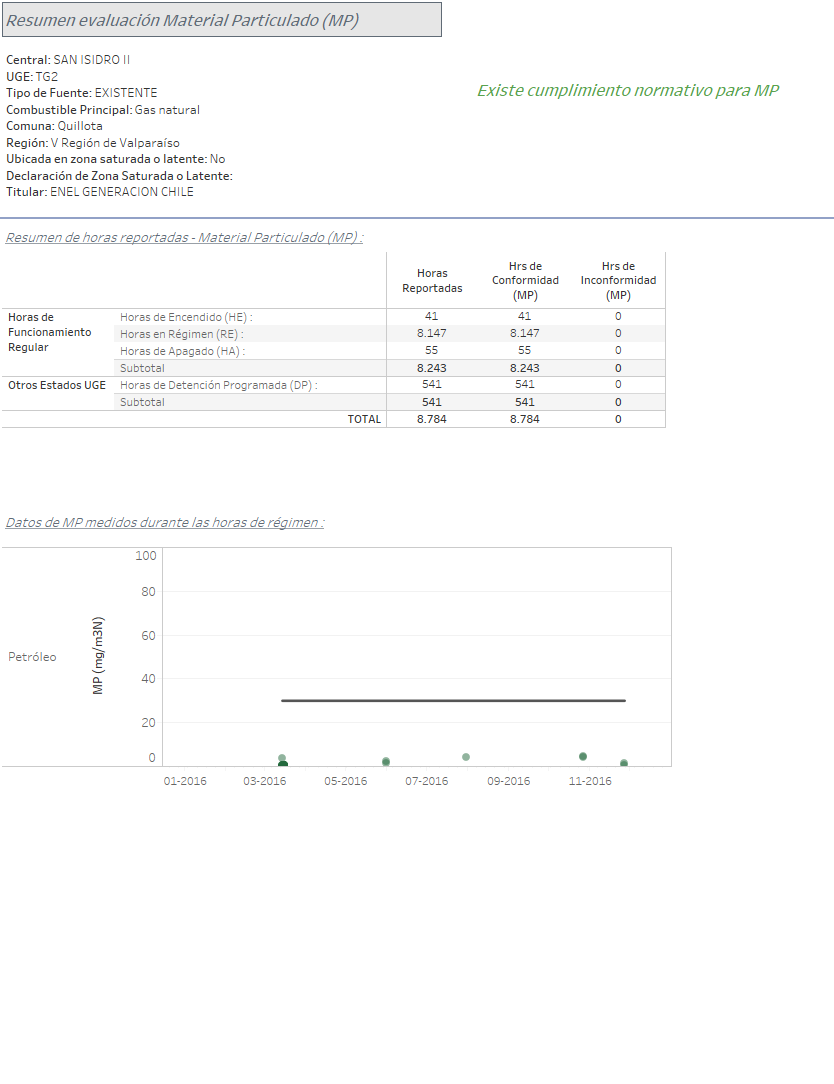 Resumen evaluación Material Particulado (MP)
Central: SAN ISIDRO II
UGE: TG2
Tipo de Fuente: EXISTENTE
Combustible Principal: Gas natural
Comuna: Quillota
Región: V Región de Valparaíso
Ubicada en zona saturada o latente: No
Declaración de Zona Saturada o Latente:
Titular: ENEL GENERACION CHILE
Existe cumplimiento normativo para MP
Resumen de horas reportadas - Material Particulado (MP) :
Horas Reportadas Hrs de Conformidad (MP) Hrs de Inconformidad (MP)
Horas de Funcionamiento Regular
Horas de Encendido (HE) : 41 41 0
Horas en Régimen (RE) : 8.147 8.147 0
Horas de Apagado (HA) : 55 55 0
Subtotal 8.243 8.243 0
Otros Estados UGE Horas de Detención Programada (DP) : 541 541 0
Subtotal 541 541 0
TOTAL 8.784 8.784 0
Datos de MP medidos durante las horas de régimen :
Petróleo
MP (mg/m3N)
100
80
60
40
20
0
01-2016 03-2016 05-2016 07-2016 09-2016 11-2016